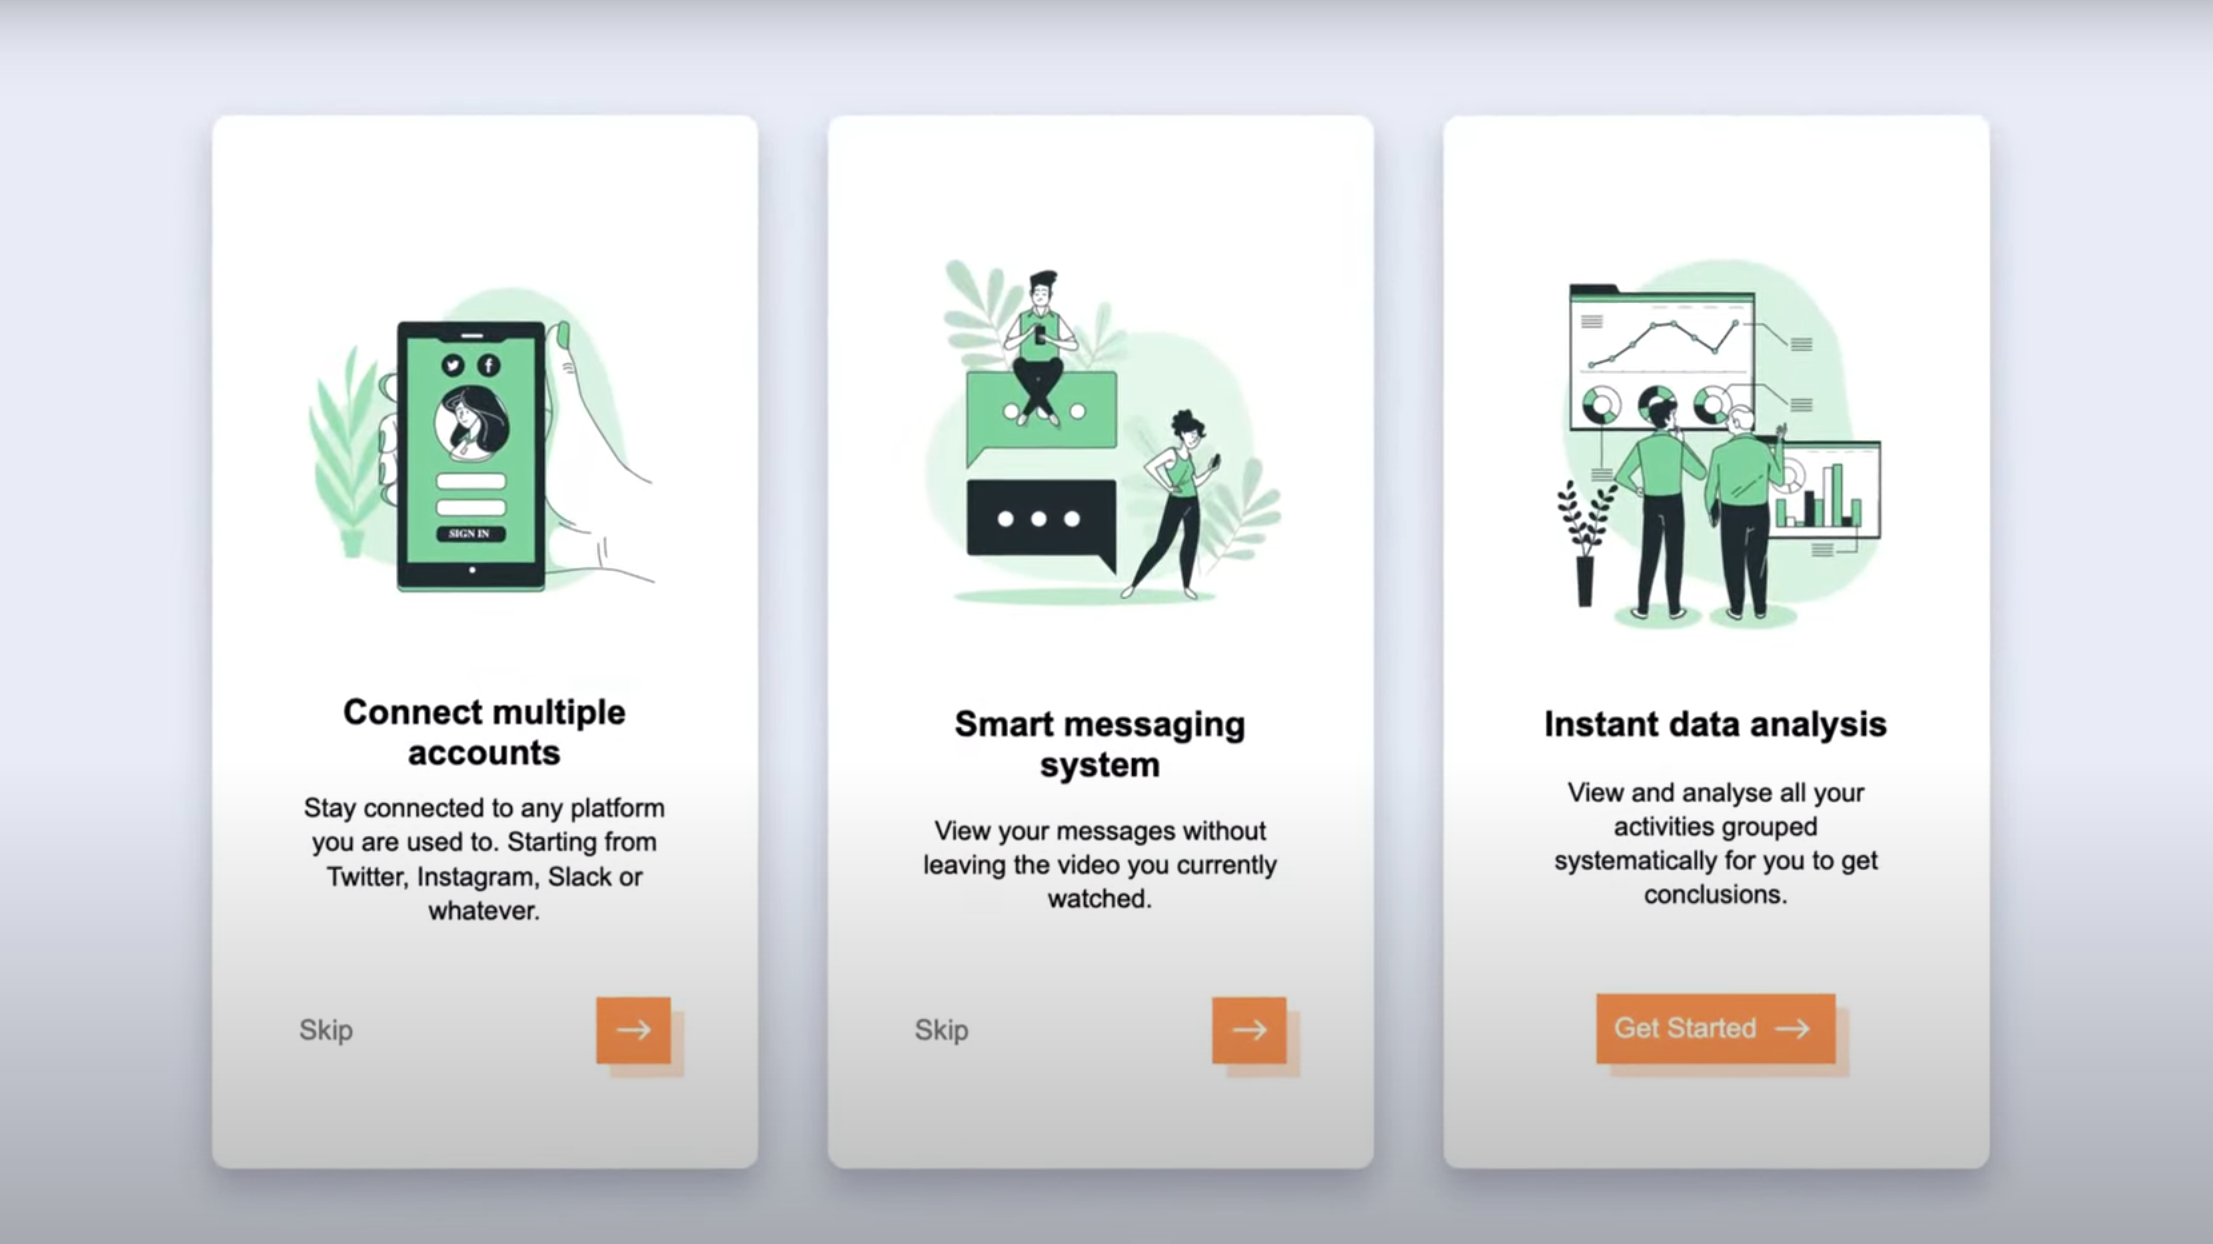 SIGN IN
Connect multiple
accounts
Stay connected to any platform
you are used to. Starting from
Twitter, Instagram, Slack or
whatever.
Skip
Smart messaging
system
View your messages without
leaving the video you currently
watched.
Skip
Instant data analysis
View and analyse all your
activities grouped
systematically for you to get
conclusions.
Get Started